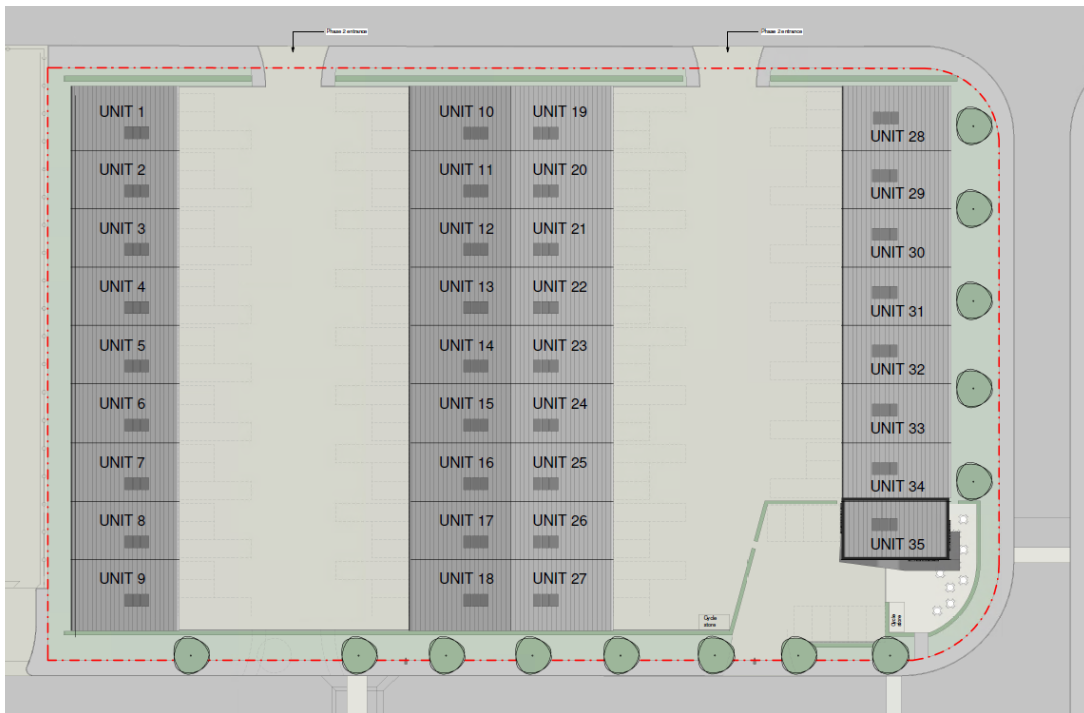 Phase 2 entrance
Phase 3 entrance
UNIT 1
UNIT 2
UNIT 3
UNIT 4
UNIT 5
UNIT 6
UNIT 7
UNIT 8
UNIT 9
UNIT 10
UNIT 11
UNIT 12
UNIT 13
UNIT 14
UNIT 15
UNIT 16
UNIT 17
UNIT 18
UNIT 19
UNIT 20
UNIT 21
UNIT 22
UNIT 23
UNIT 24
UNIT 25
UNIT 26
UNIT 27
UNIT 28
UNIT 29
UNIT 30
UNIT 31
UNIT 32
UNIT 33
UNIT 34
UNIT 35
Cycle
store
Cycle
store